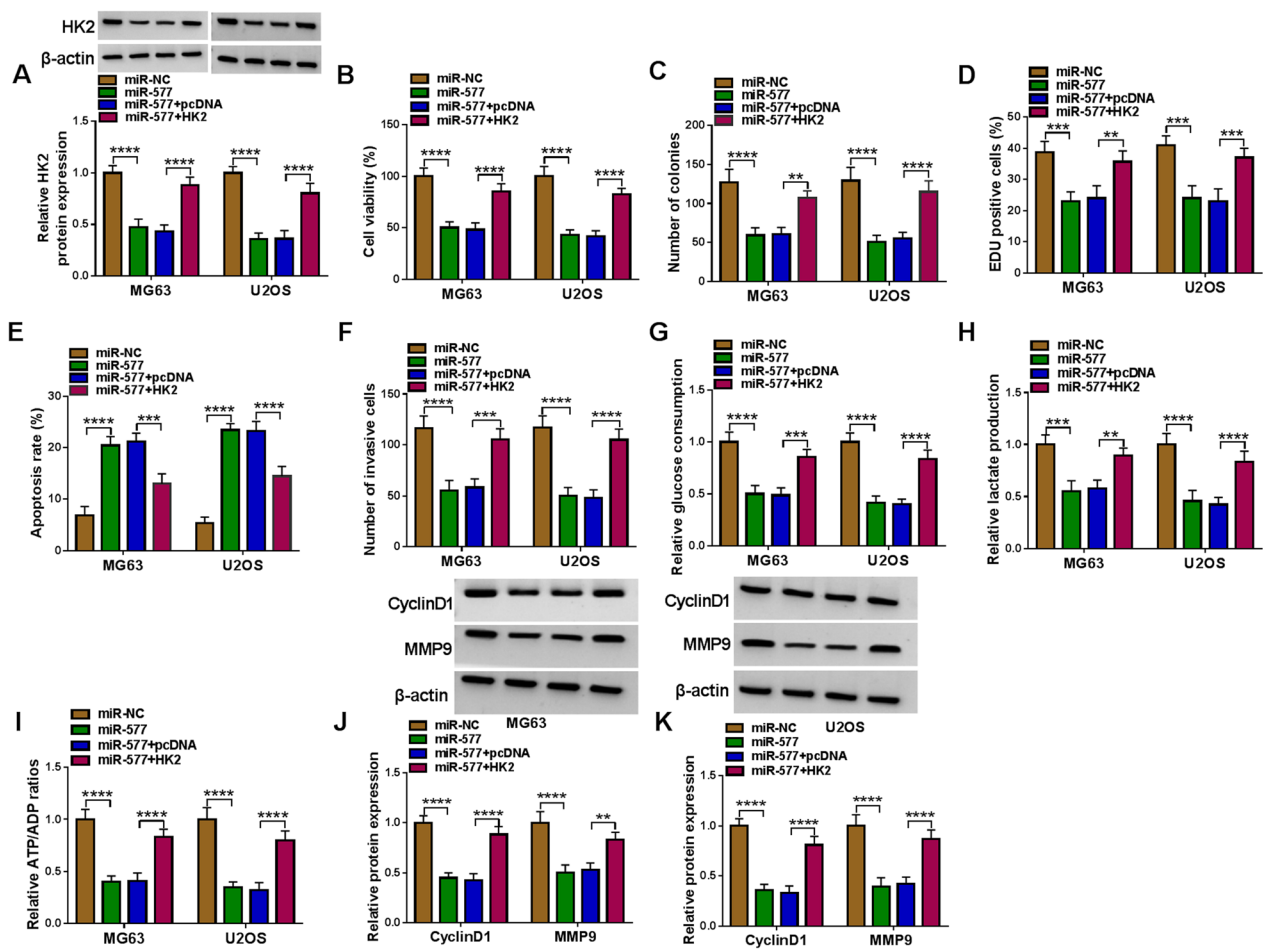 HK2
β-actin
A
miR-NC
miR-577
miR-577+pcDNA
miR-577+HK2
Relative HK2
protein expression
1.5
1.0
0.5
0.0
**** **** **** ****
MG63 U2OS
B
miR-NC
miR-577
miR-577+pcDNA
miR-577+HK2
Cell viability (%)
150
100
50
0
**** **** **** ****
MG63 U2OS
C
miR-NC
miR-577
miR-577+pcDNA
miR-577+HK2
Number of colonies
200
150
100
50
0
**** ** **** ****
MG63 U2OS
D
miR-NC
miR-577
miR-577+pcDNA
miR-577+HK2
EDU positive cells (%)
60
40
20
0
*** ** *** ***
MG63 U2OS
E
miR-NC
miR-577
miR-577+pcDNA
miR-577+HK2
Apoptosis rate (%)
30
20
10
0
**** *** **** ****
MG63 U2OS
F
miR-NC
miR-577
miR-577+pcDNA
miR-577+HK2
Number of invasive cells
150
100
50
0
**** *** **** ****
MG63 U2OS
G
miR-NC
miR-577
miR-577+pcDNA
miR-577+HK2
Relative glucose consumption
1.5
1.0
0.5
0.0
**** *** **** ****
MG63 U2OS
H
miR-NC
miR-577
miR-577+pcDNA
miR-577+HK2
Relative lactate production
1.5
1.0
0.5
0.0
*** ** **** ****
MG63 U2OS
CyclinD1
MMP9
β-actin
MG63
CyclinD1
MMP9
β-actin
U2OS
I
miR-NC
miR-577
miR-577+pcDNA
miR-577+HK2
Relative ATP/ADP ratios
1.5
1.0
0.5
0.0
**** **** **** ****
MG63 U2OS
J
miR-NC
miR-577
miR-577+pcDNA
miR-577+HK2
Relative protein expression
1.5
1.0
0.5
0.0
**** **** **** **
CyclinD1 MMP9
K
miR-NC
miR-577
miR-577+pcDNA
miR-577+HK2
Relative protein expression
1.5
1.0
0.5
0.0
**** **** **** ****
CyclinD1 MMP9